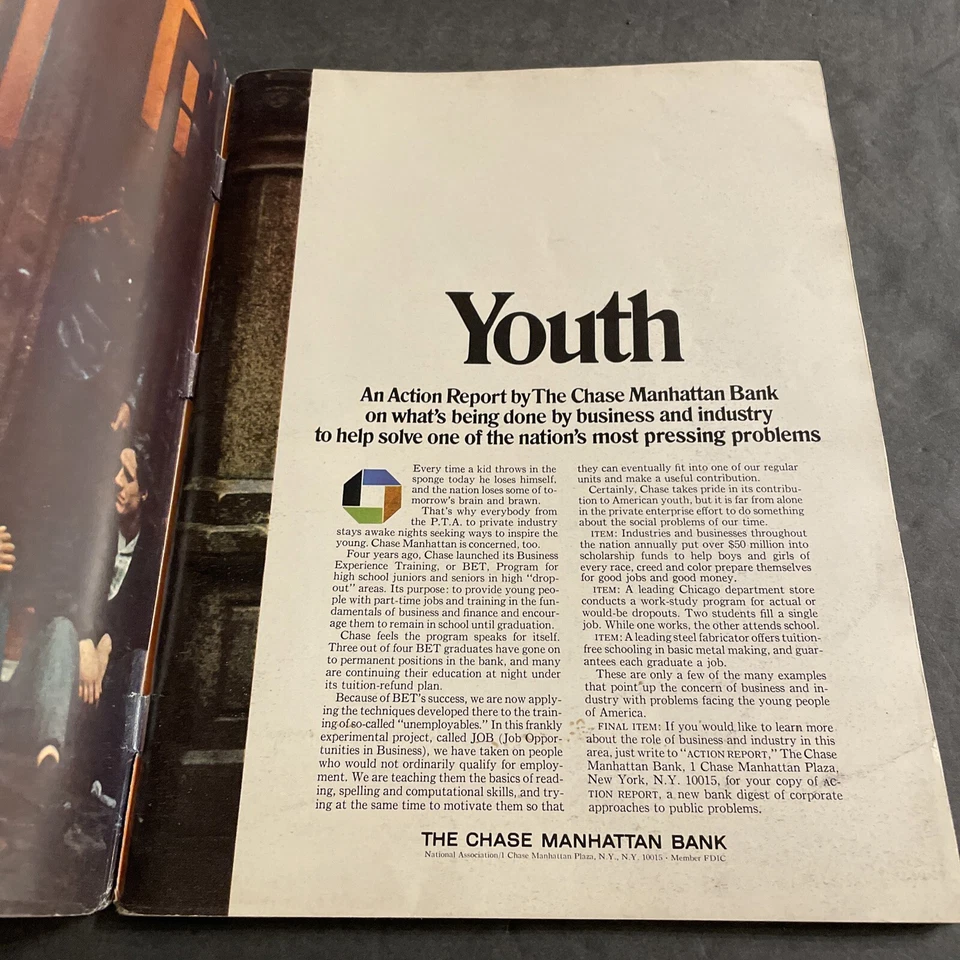 Youth
An Action Report by The Chase Manhattan Bank
on what's being done by business and industry
to help solve one of the nation's most pressing problems
Every time a kid throws in the
sponge today he loses himself,
and the nation loses some of to-
morrow's brain and brawn.
That's why everybody from
the P.T.A. to private industry
stays awake nights seeking ways to inspire the
young. Chase Manhattan is concerned, too.
Four years ago, Chase launched its Business
Experience Training, or BET, Program for
high school juniors and seniors in high "drop-
out" areas. Its purpose: to provide young peo-
ple with part-time jobs and training in the fun-
damentals of business and finance and encour-
age them to remain in school until graduation.
Chase feels the program speaks for itself.
Three out of four BET graduates have gone on
to permanent positions in the bank, and many
are continuing their education at night under
its tuition-refund plan.
Because of BET's success, we are now apply-
ing the techniques developed there to the train-
ing of so-called "unemployables." In this frankly
experimental project, called JOB (Job Oppor-
tunities in Business), we have taken on people
who would not ordinarily qualify for employ-
ment. We are teaching them the basics of read-
ing, spelling and computational skills, and try-
ing at the same time to motivate them so that
they can eventually fit into one of our regular
units and make a useful contribution.
Certainly, Chase takes pride in its contribu-
tion to American youth, but it is far from alone
in the private enterprise effort to do something
about the social problems of our time.
ITEM: Industries and businesses throughout
the nation annually put over $50 million into
scholarship funds to help boys and girls of
every race, creed and color prepare themselves
for good jobs and good money.
ITEM: A leading Chicago department store
conducts a work-study program for actual or
would-be dropouts. Two students fill a single
job. While one works, the other attends school.
ITEM: A leading steel fabricator offers tuition-
free schooling in basic metal making, and guar-
antees each graduate a job.
These are only a few of the many examples
that point up the concern of business and in-
dustry with problems facing the young people
of America.
FINAL ITEM: If you would like to learn more
about the role of business and industry in this
area, just write to "ACTION REPORT," The Chase
Manhattan Bank, 1 Chase Manhattan Plaza,
New York, N.Y. 10015, for your copy of AC-
TION REPORT, a new bank digest of corporate
approaches to public problems.
THE CHASE MANHATTAN BANK
National Association/1 Chase Manhattan Plaza, N.Y., N.Y. 10015 · Member FDIC